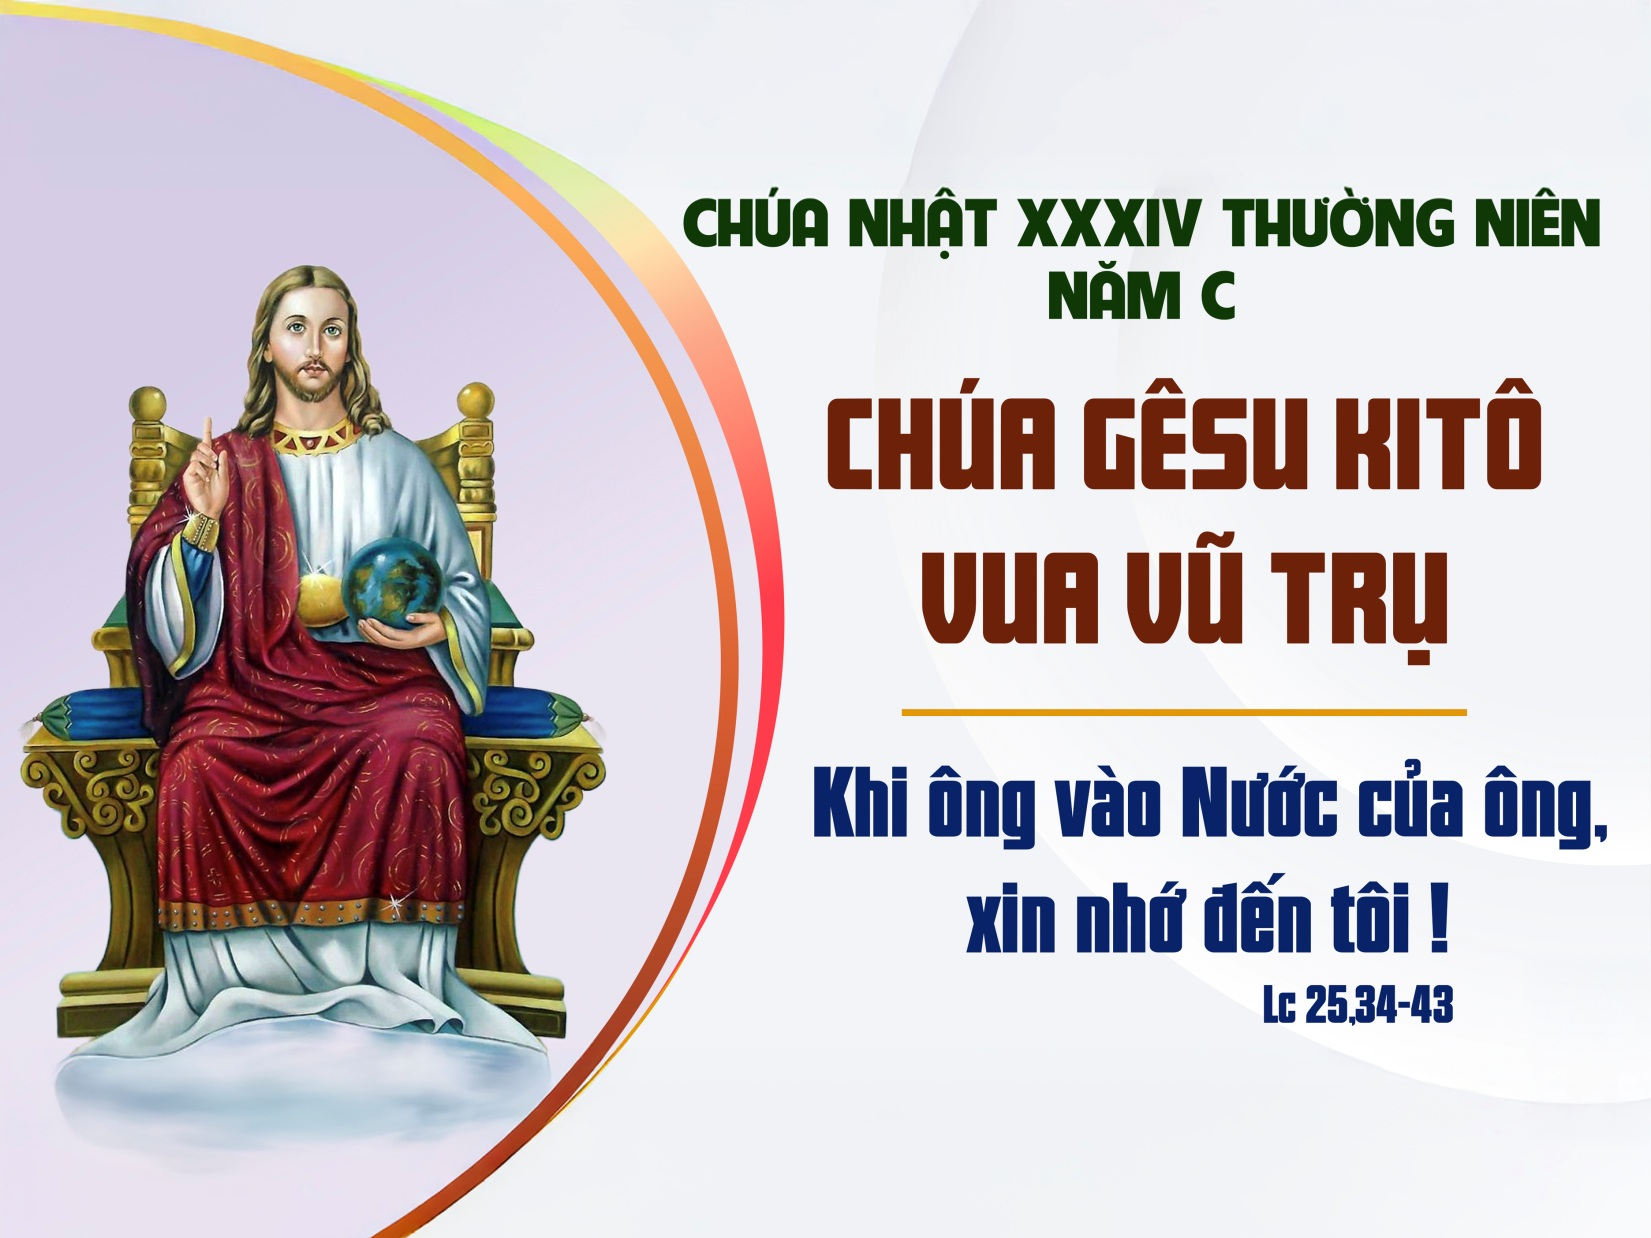 CHÚA NHẬT XXXIV THƯỜNG NIÊN
NĂM C
CHÚA GÊSU KITÔ
VUA VŨ TRỤ
Khi ông vào Nước của ông,
xin nhớ đến tôi !
Lc 25,34-43